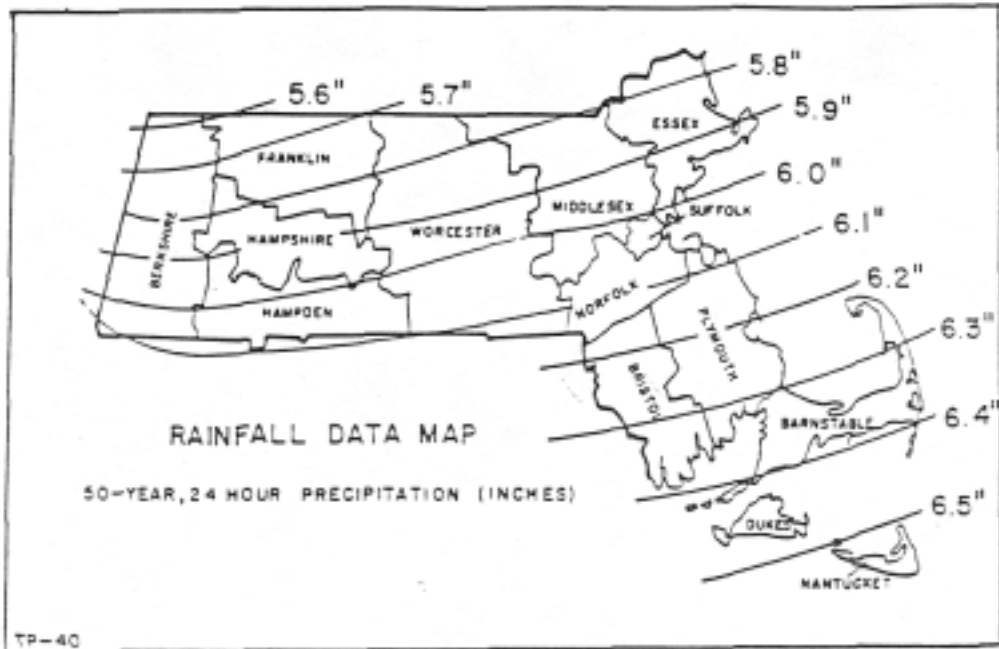 5.8"
5.6"
5.7"
5.9"
ESSEX
FRANKLIN
6.0"
MIDDLESEX
SUFFOLK
BERKSHIRE
HAMPSHIRE
WORCESTER
6.1"
6.2"
NORFOLK
HAMPDEN
PLYMOUTH
6.3"
BRISTOL
6.4"
BARNSTABLE
RAINFALL DATA MAP
50-YEAR, 24 HOUR PRECIPITATION (INCHES)
6.5"
DUKES
NANTUCKET
TP-40